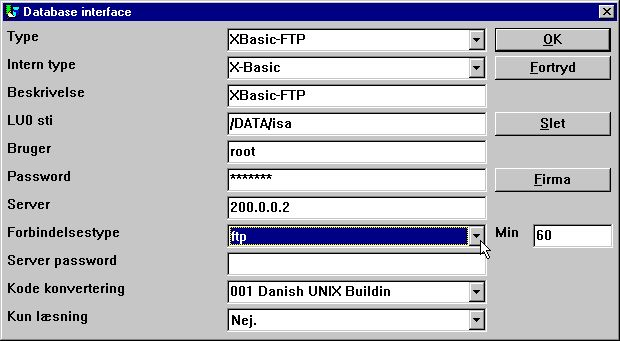 Database interface
Type XBasic-FTP OK
Intern type X-Basic Fortryd
Beskrivelse XBasic-FTP
LU0 sti /DATA/isa Slet
Bruger root
Password ******* Firma
Server 200.0.0.2
Forbindelsestype ftp Min 60
Server password
Kode konvertering 001 Danish UNIX Buildin
Kun læsning Nej.